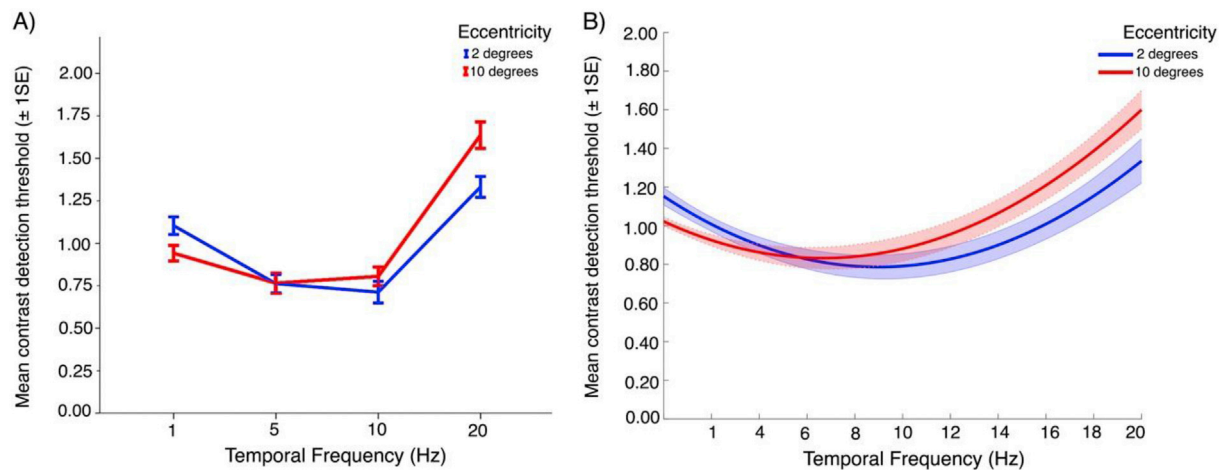 A)
Eccentricity
2 degrees
10 degrees
Mean contrast detection threshold (± 1SE)
2.00
1.75
1.50
1.25
1.00
0.75
0.50
0.25
0.00
1 5 10 20
Temporal Frequency (Hz)
B)
Eccentricity
2 degrees
10 degrees
Mean contrast detection threshold (± 1SE)
2.00
1.80
1.60
1.40
1.20
1.00
0.80
0.60
0.40
0.20
0.00
1 4 6 8 10 12 14 16 18 20
Temporal Frequency (Hz)